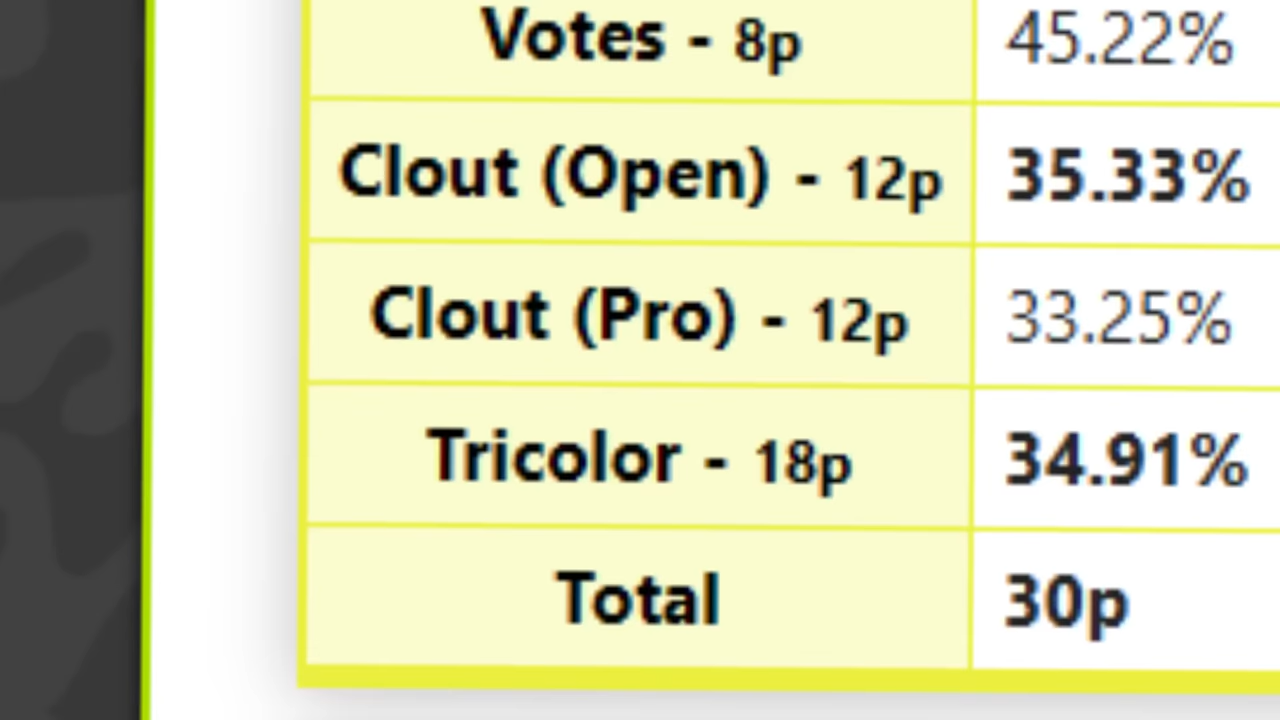 Votes - 8p 45.22%
Clout (Open) - 12p 35.33%
Clout (Pro) - 12p 33.25%
Tricolor - 18p 34.91%
Total 30p